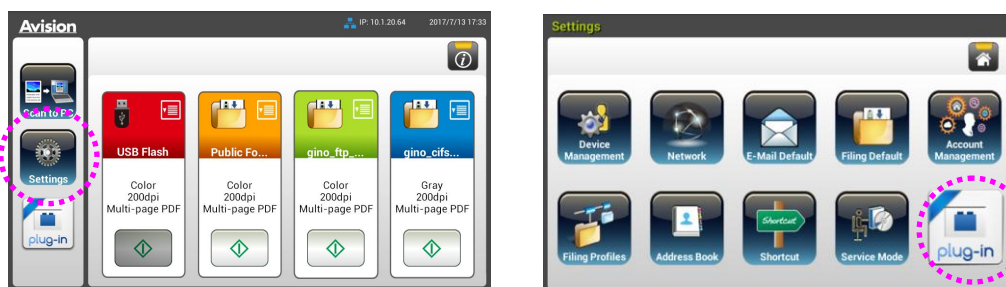 Avision
IP: 10.1.20.64
2017/7/13 17:33
Scan to PC
Settings
plug-in
USB Flash
Color
200dpi
Multi-page PDF
Public Fo...
Color
200dpi
Multi-page PDF
gino_ftp_...
Color
200dpi
Multi-page PDF
gino_cifs...
Gray
200dpi
Multi-page PDF
Settings
Device
Management
Network
E-Mail Default
Filing Default
Account
Management
Filing Profiles
Address Book
Shortcut
Shortcut
Service Mode
plug-in